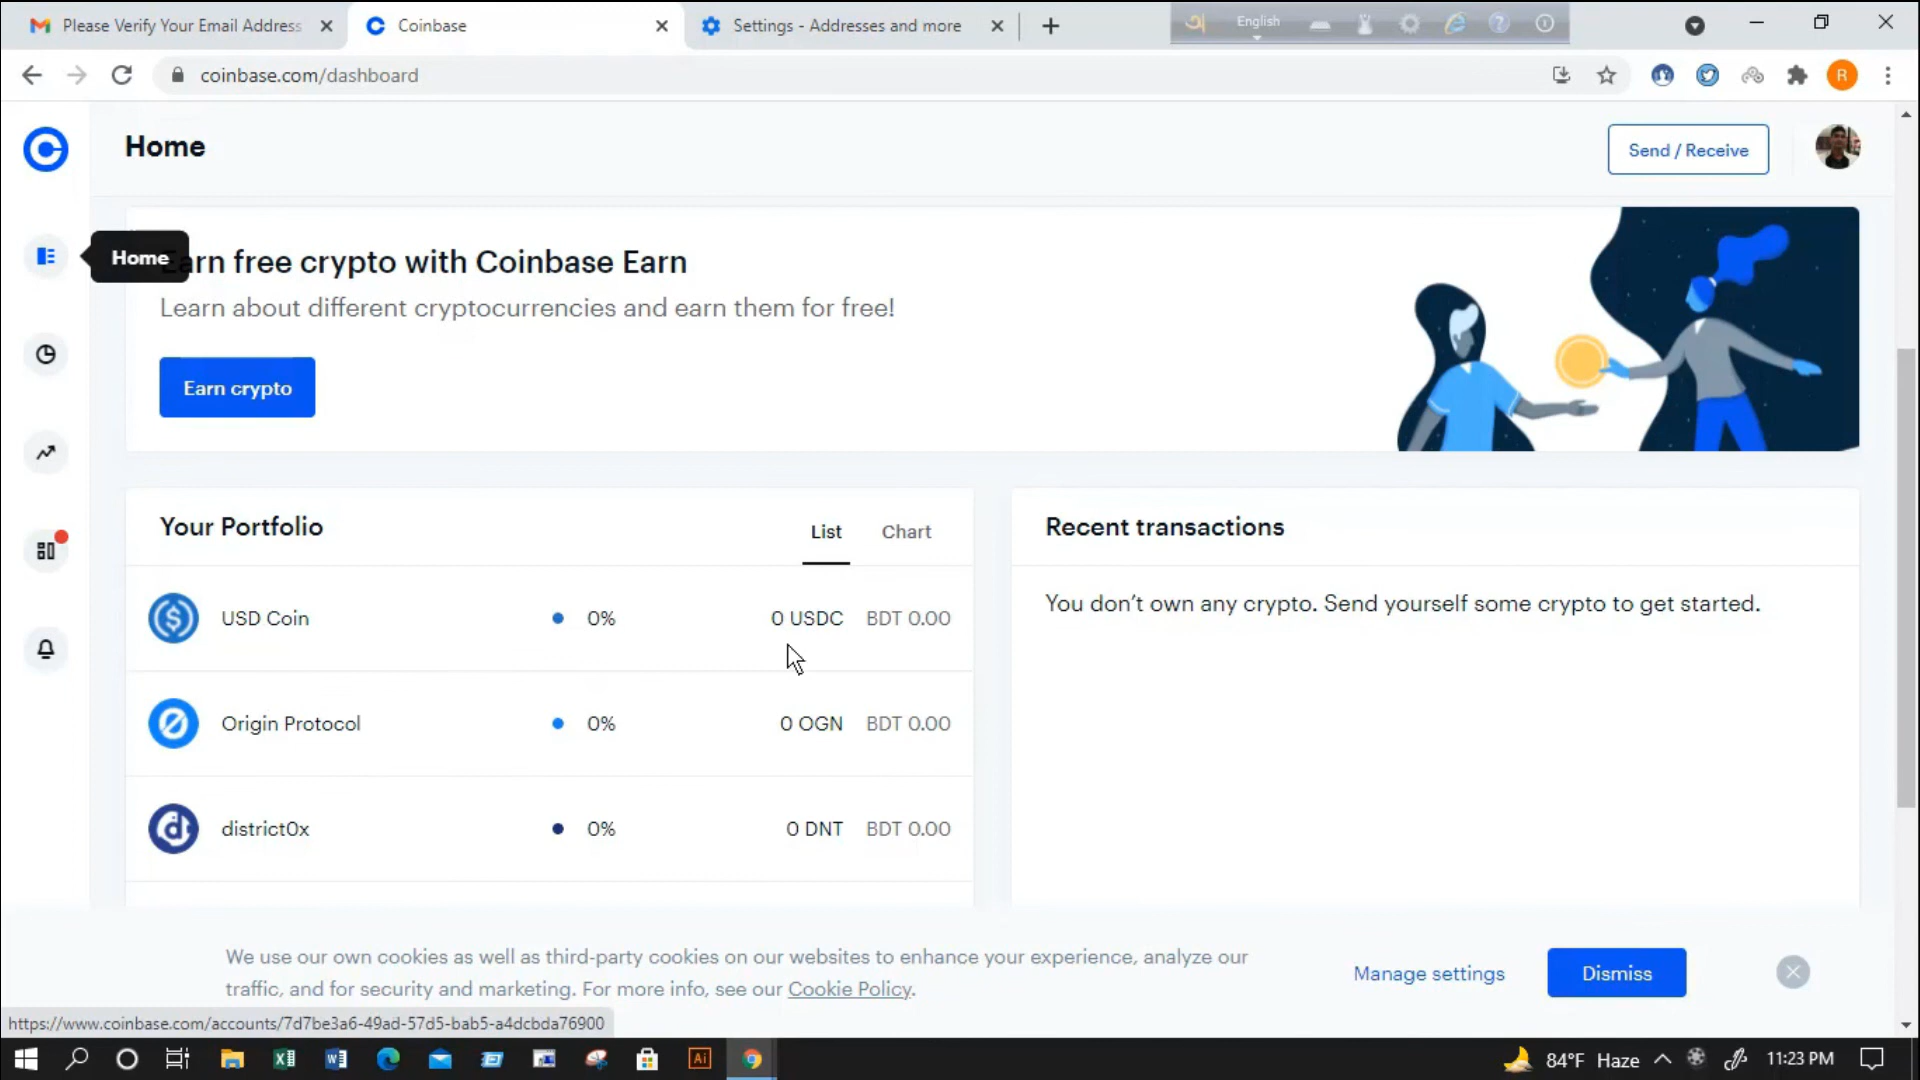 Please Verify Your Email Address
Coinbase
Settings - Addresses and more
অ English
coinbase.com/dashboard
R
Home
Send / Receive
Home
Earn free crypto with Coinbase Earn
Learn about different cryptocurrencies and earn them for free!
Earn crypto
Your Portfolio
List Chart
Recent transactions
You don’t own any crypto. Send yourself some crypto to get started.
USD Coin 0% 0 USDC BDT 0.00
Origin Protocol 0% 0 OGN BDT 0.00
district0x 0% 0 DNT BDT 0.00
We use our own cookies as well as third-party cookies on our websites to enhance your experience, analyze our
traffic, and for security and marketing. For more info, see our Cookie Policy.
Manage settings
Dismiss
https://www.coinbase.com/accounts/7d7be3a6-49ad-57d5-bab5-a4dcbda76900
Ai
84°F Haze
11:23 PM